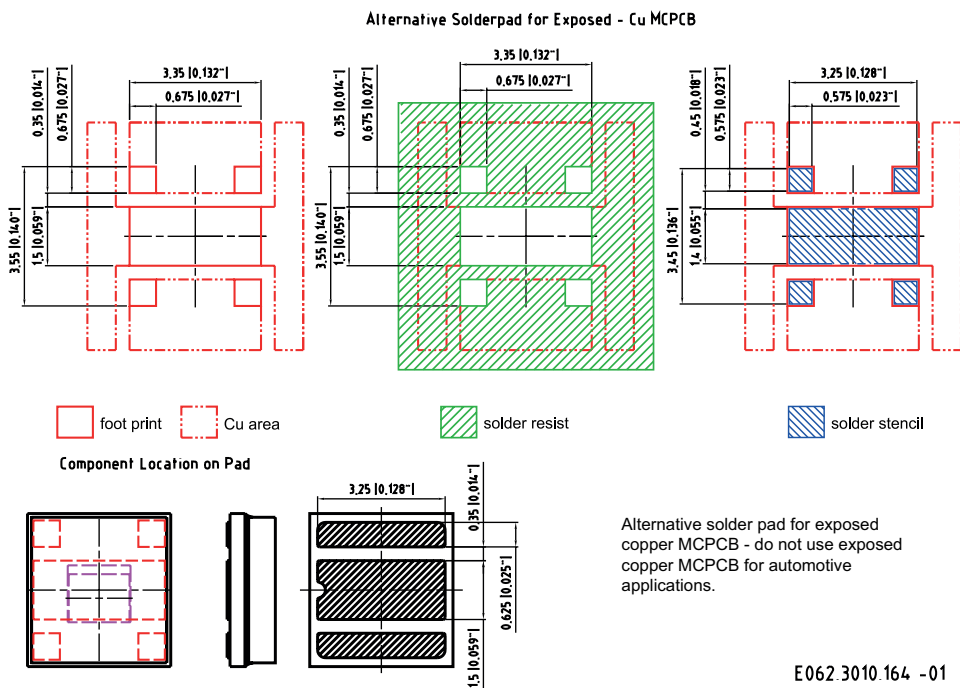 Alternative Solderpad for Exposed - Cu MCPCB
3,35 |0,132"|
0,675 |0,027"|
0,35 |0,014"|
0,675 |0,027"|
3,55 |0,140"|
1,5 |0,059"|
3,35 |0,132"|
0,675 |0,027"|
0,35 |0,014"|
0,675 |0,027"|
3,55 |0,140"|
1,5 |0,059"|
3,25 |0,128"|
0,575 |0,023"|
0,45 |0,018"|
0,575 |0,023"|
3,45 |0,136"|
1,4 |0,055"|
foot print
Cu area
solder resist
solder stencil
Component Location on Pad
3,25 |0,128"|
0,35 |0,014"|
0,625 |0,025"|
1,5 |0,059"|
Alternative solder pad for exposed
copper MCPCB - do not use exposed
copper MCPCB for automotive
applications.
E062.3010.164 -01